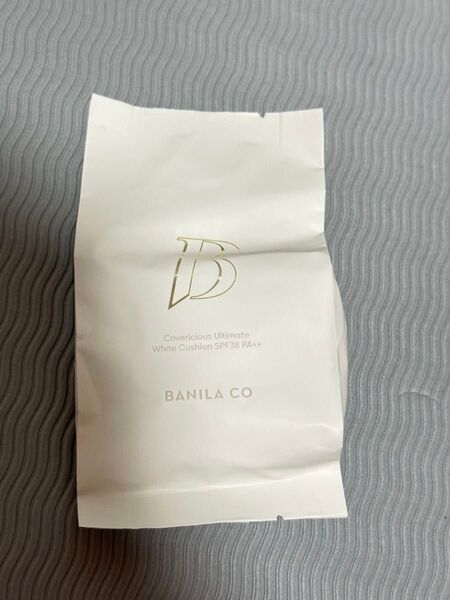 B
Covericious Ultimate
White Cushion SPF38 PA++
BANILA CO